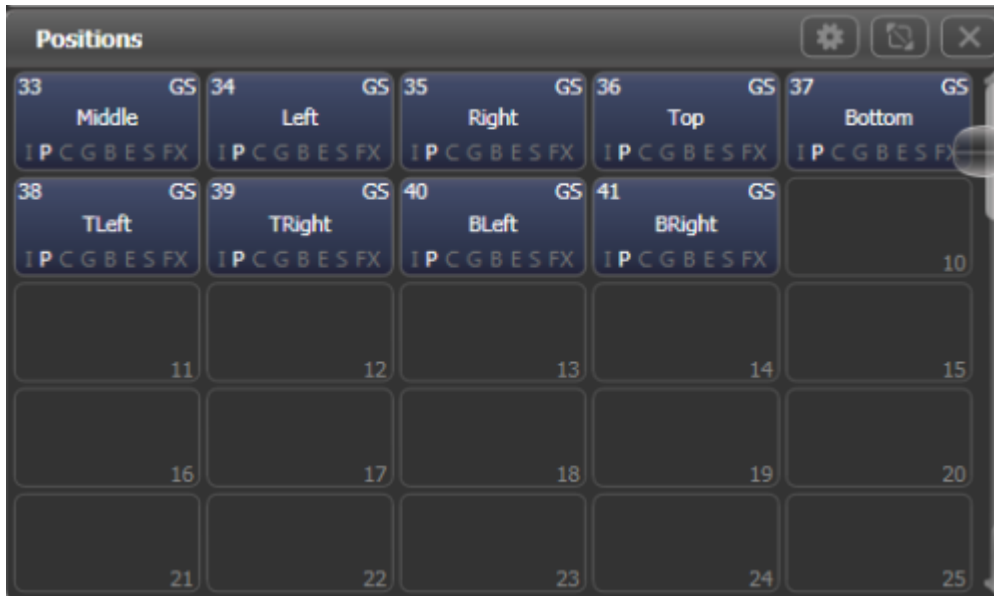 Positions
33 GS 34 GS 35 GS 36 GS 37 GS
Middle Left Right Top Bottom
I P C G B E S FX I P C G B E S FX I P C G B E S FX I P C G B E S FX I P C G B E S FX
38 GS 39 GS 40 GS 41 GS
TLeft TRight BLeft BRight
I P C G B E S FX I P C G B E S FX I P C G B E S FX I P C G B E S FX 10
11 12 13 14 15
16 17 18 19 20
21 22 23 24 25